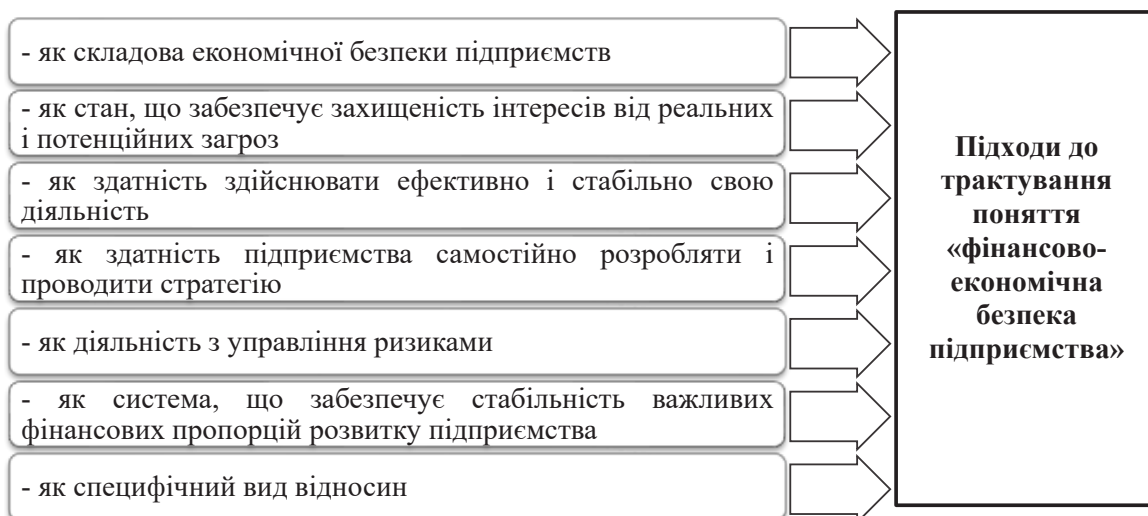 - як складова економічної безпеки підприємств
- як стан, що забезпечує захищеність інтересів від реальних
і потенційних загроз
- як здатність здійснювати ефективно і стабільно свою
діяльність
- як здатність підприємства самостійно розробляти і
проводити стратегію
- як діяльність з управління ризиками
- як система, що забезпечує стабільність важливих
фінансових пропорцій розвитку підприємства
- як специфічний вид відносин
Підходи до
трактування
поняття
«фінансово-
економічна
безпека
підприємства»